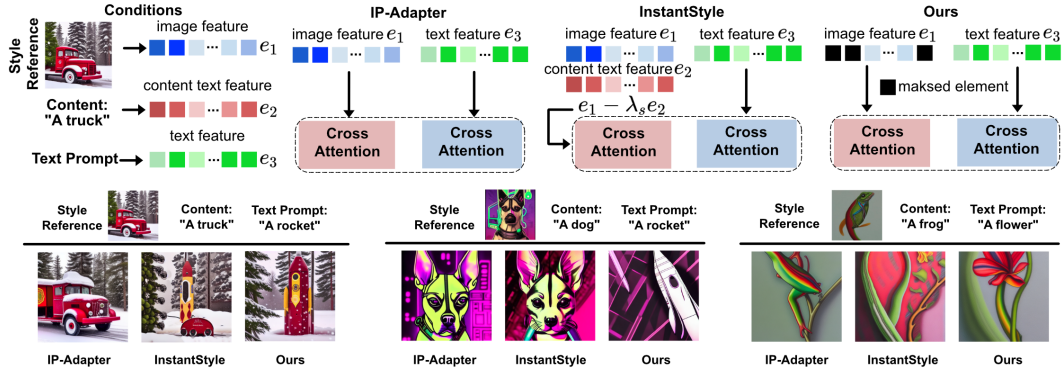 Conditions
Style Reference
image feature e₁
content text feature
Content: "A truck"
e₂
text feature
Text Prompt
e₃
IP-Adapter
image feature e₁
text feature e₃
Cross Attention
Cross Attention
InstantStyle
image feature e₁
text feature e₃
content text feature e₂
e₁ − λₛe₂
Cross Attention
Cross Attention
Ours
image feature e₁
text feature e₃
maksed element
Cross Attention
Cross Attention
Style Reference
Content: "A truck"
Text Prompt: "A rocket"
IP-Adapter
InstantStyle
Ours
Style Reference
Content: "A dog"
Text Prompt: "A rocket"
IP-Adapter
InstantStyle
Ours
Style Reference
Content: "A frog"
Text Prompt: "A flower"
IP-Adapter
InstantStyle
Ours